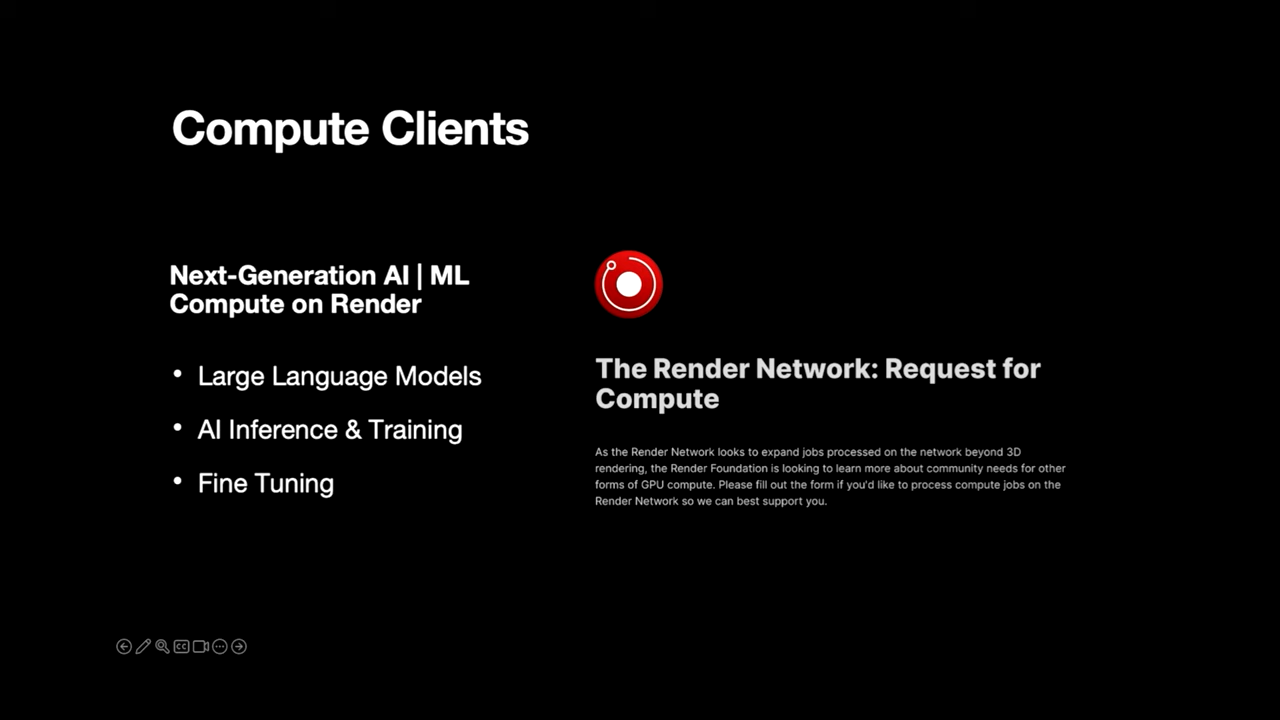 Compute Clients
Next-Generation AI | ML
Compute on Render
• Large Language Models
• AI Inference & Training
• Fine Tuning
The Render Network: Request for
Compute
As the Render Network looks to expand jobs processed on the network beyond 3D
rendering, the Render Foundation is looking to learn more about community needs for other
forms of GPU compute. Please fill out the form if you'd like to process compute jobs on the
Render Network so we can best support you.
CC